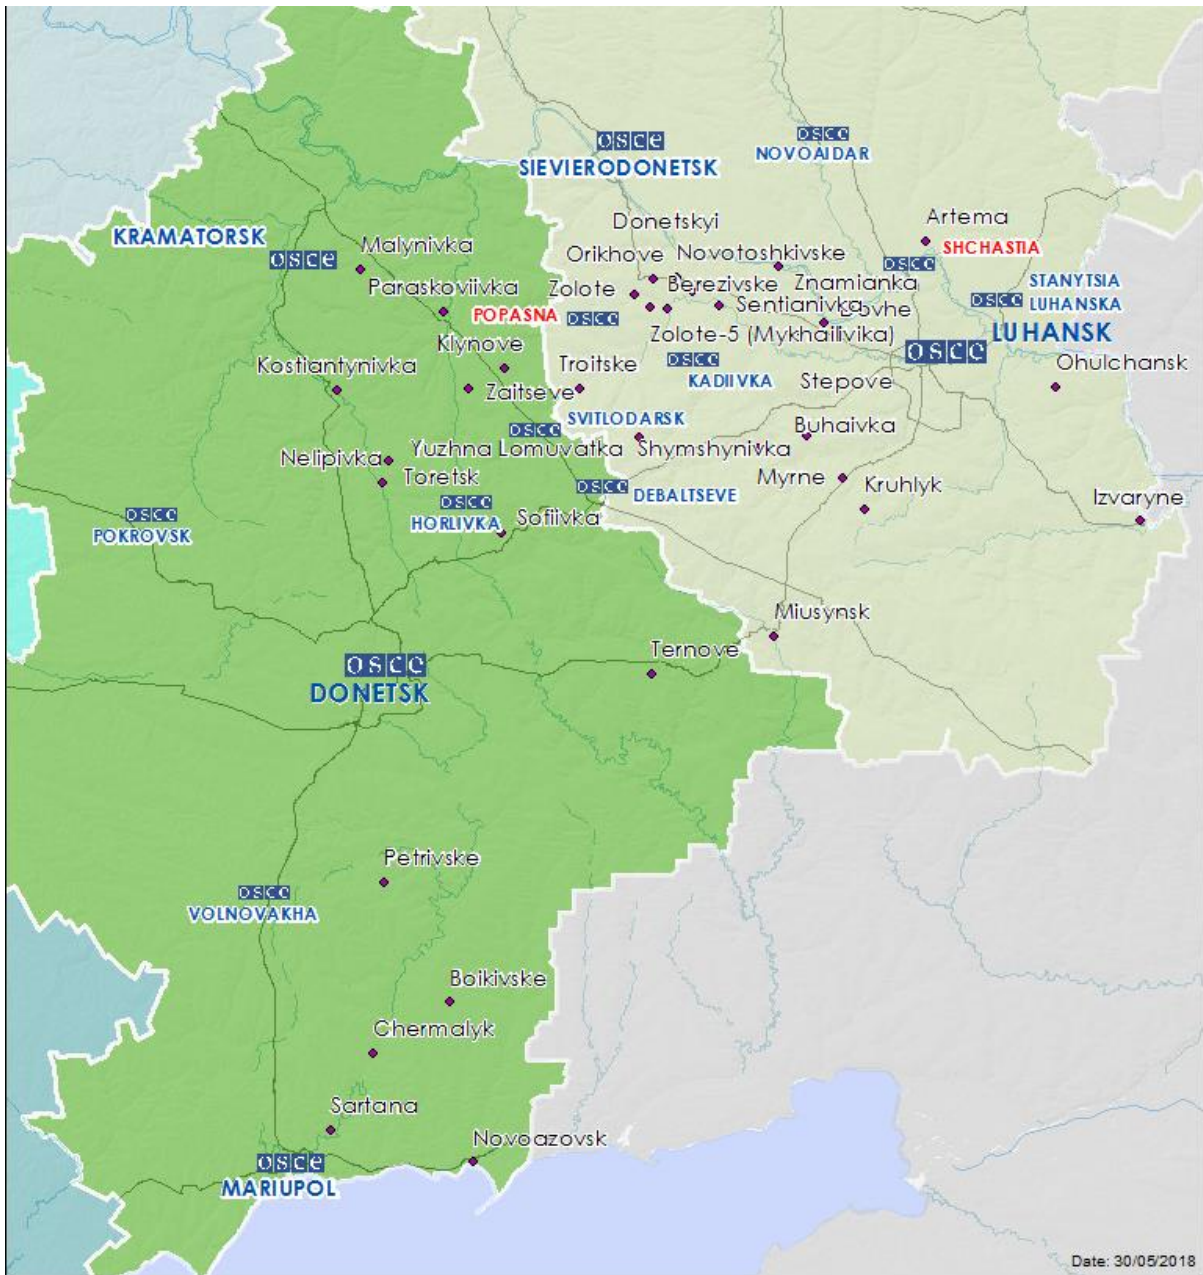 OSCE
SIEVIERODONETSK
OSCE
NOVOAIDAR
Donetskyi
Artema
SHCHASTIA
OSCE
KRAMATORSK
OSCE
Malynivka
Orikhove
Novotoshkivske
Paraskoviivka
Zolote
Berezivske
Znamianka
STANYTSIA
OSCE
LUHANSKA
POPASNA
OSCE
Sentianivka
Dovhe
LUHANSK
OSCE
Klynove
Zolote-5 (Mykhailivika)
Kostiantynivka
Troitske
OSCE
KADIIVKA
Stepove
Ohulchansk
Zaitseve
SVITLODARSK
OSCE
Buhaivka
Nelipivka
Yuzhna Lomuvatka
Shymshynivka
Toretsk
Myrne
Kruhlyk
OSCE
DEBALTSEVE
Izvaryne
OSCE
POKROVSK
OSCE
HORLIVKA
Sofiivka
Miusynsk
Ternove
OSCE
DONETSK
Petrivske
OSCE
VOLNOVAKHA
Boikivske
Chermalyk
Sartana
Novoazovsk
OSCE
MARIUPOL
Date: 30/05/2018